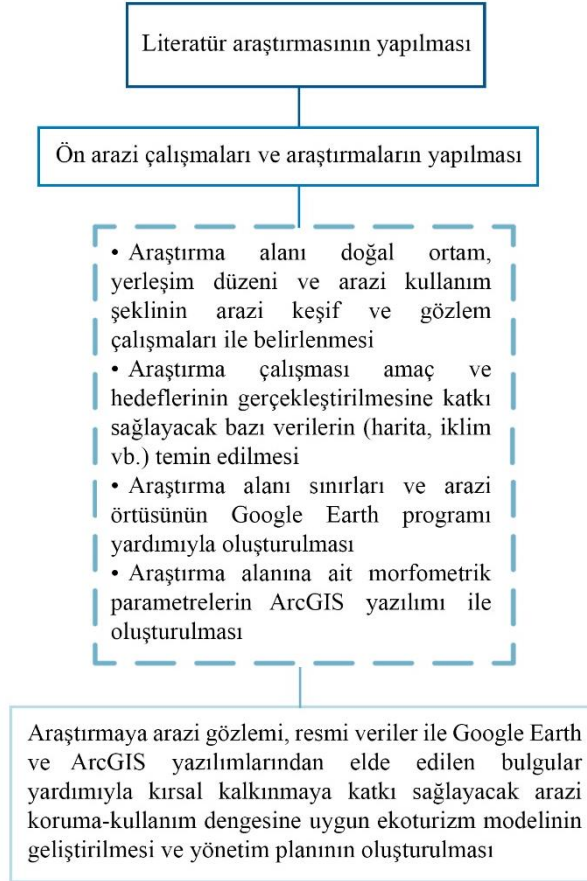 Literatür araştırmasının yapılması
Ön arazi çalışmaları ve araştırmaların yapılması
• Araştırma alanı doğal ortam,
yerleşim düzeni ve arazi kullanım
şeklinin arazi keşif ve gözlem
çalışmaları ile belirlenmesi
• Araştırma çalışması amaç ve
hedeflerinin gerçekleştirilmesine katkı
sağlayacak bazı verilerin (harita, iklim
vb.) temin edilmesi
• Araştırma alanı sınırları ve arazi
örtüsünün Google Earth programı
yardımıyla oluşturulması
• Araştırma alanına ait morfometrik
parametrelerin ArcGIS yazılımı ile
oluşturulması
Araştırmaya arazi gözlemi, resmi veriler ile Google Earth
ve ArcGIS yazılımlarından elde edilen bulgular
yardımıyla kırsal kalkınmaya katkı sağlayacak arazi
koruma-kullanım dengesine uygun ekoturizm modelinin
geliştirilmesi ve yönetim planının oluşturulması